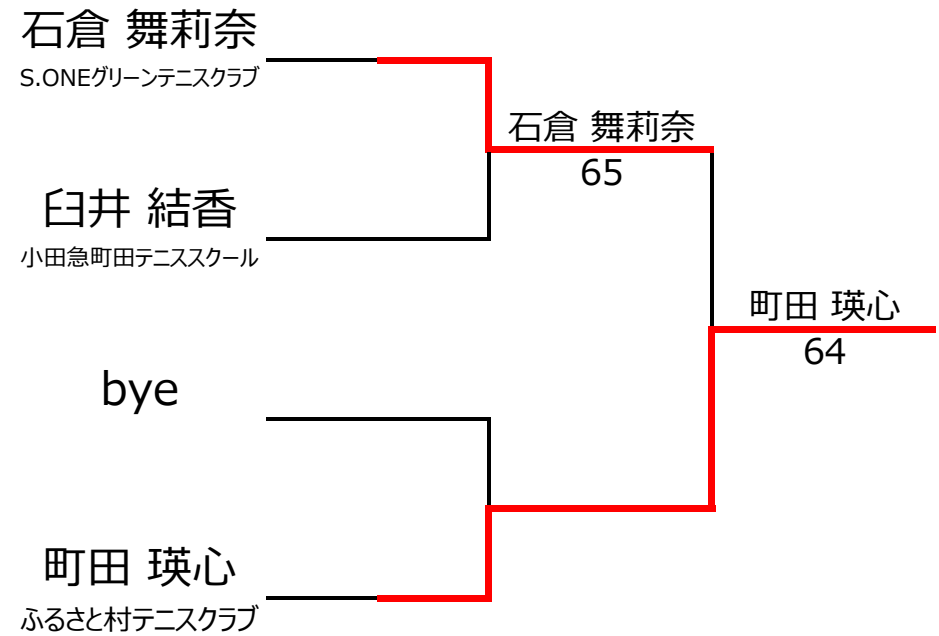 石倉 舞莉奈
S.ONEグリーンテニスクラブ
石倉 舞莉奈
65
臼井 結香
小田急町田テニススクール
町田 瑛心
64
bye
町田 瑛心
ふるさと村テニスクラブ